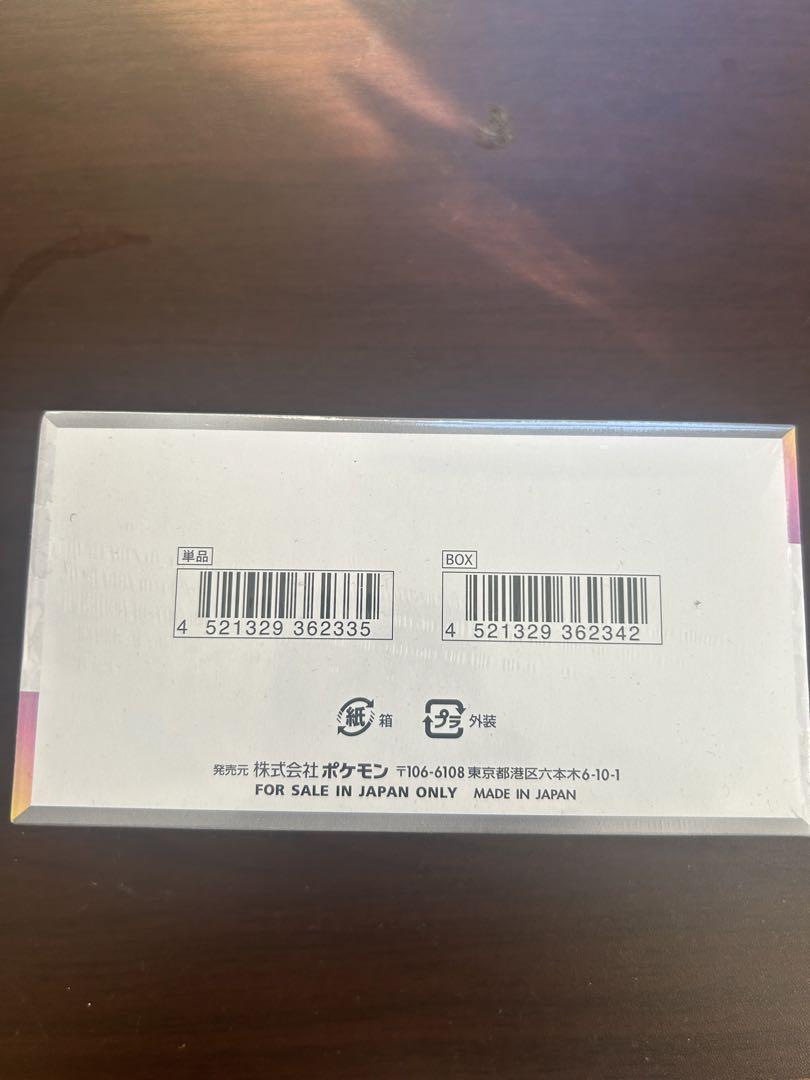 単品
4 521329 362335
BOX
4 521329 362342
紙 箱
プラ 外装
発売元 株式会社 ポケモン 〒106-6108 東京都港区六本木6-10-1
FOR SALE IN JAPAN ONLY MADE IN JAPAN